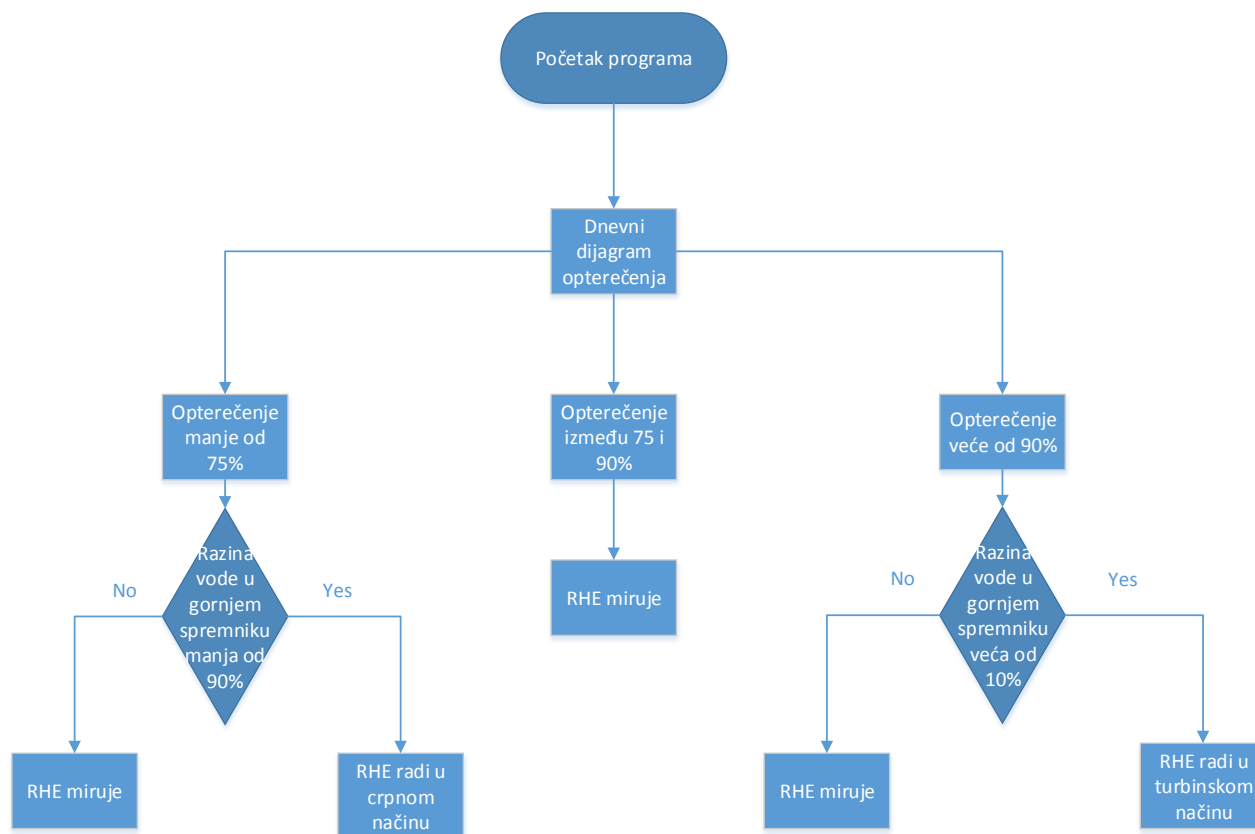 Početak programa
Dnevni
dijagram
opterečenja
Opterečenje
manje od
75%
Opterečenje
između 75 i
90%
Opterečenje
veće od 90%
Razina
vode u
gornjem
spremniku
manja od
90%
No
Yes
RHE miruje
Razina
vode u
gornjem
spremniku
veća od
10%
No
Yes
RHE miruje
RHE radi u
crpnom
načinu
RHE miruje
RHE radi u
turbinskom
načinu